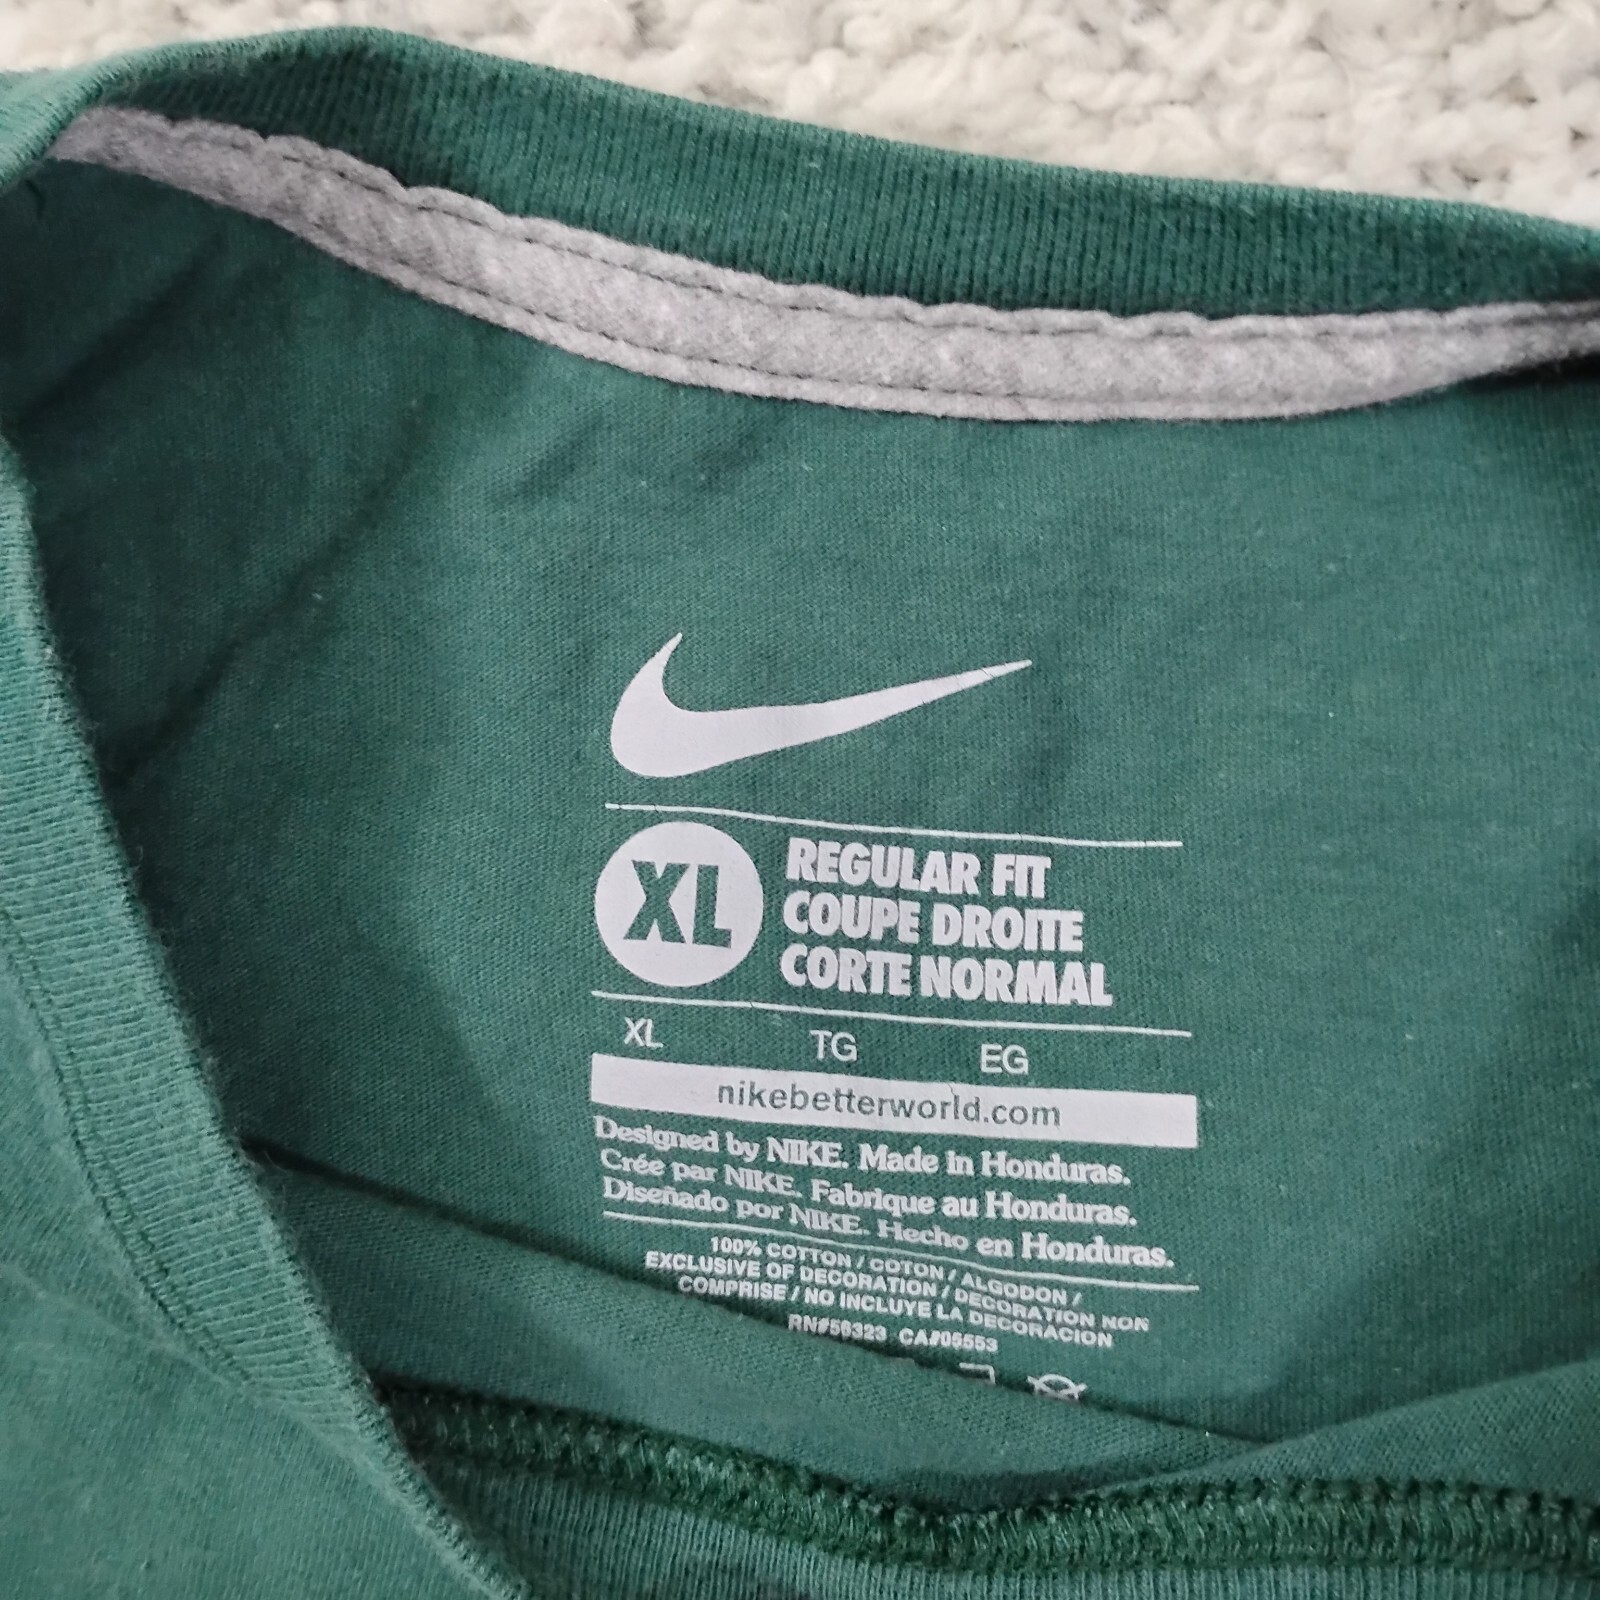 XL
REGULAR FIT
COUPE DROITE
CORTE NORMAL
XL TG EG
nikebetterworld.com
Designed by NIKE. Made in Honduras.
Crée par NIKE. Fabrique au Honduras.
Diseñado por NIKE. Hecho en Honduras.
100% COTTON / COTON / ALGODON /
EXCLUSIVE OF DECORATION / DECORATION NON
COMPRISE / NO INCLUYE LA DECORACION
RN#56323 CA#05553